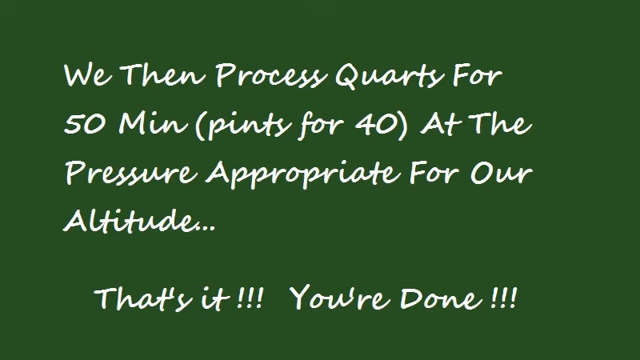 We Then Process Quarts For
50 Min (pints for 40) At The
Pressure Appropriate For Our
Altitude...
That's it !!! You're Done !!!